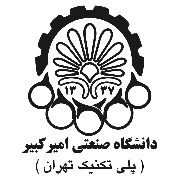 ۱۳ ۳۷
دانشگاه صنعتی امیرکبیر
( پلی تکنیک تهران )